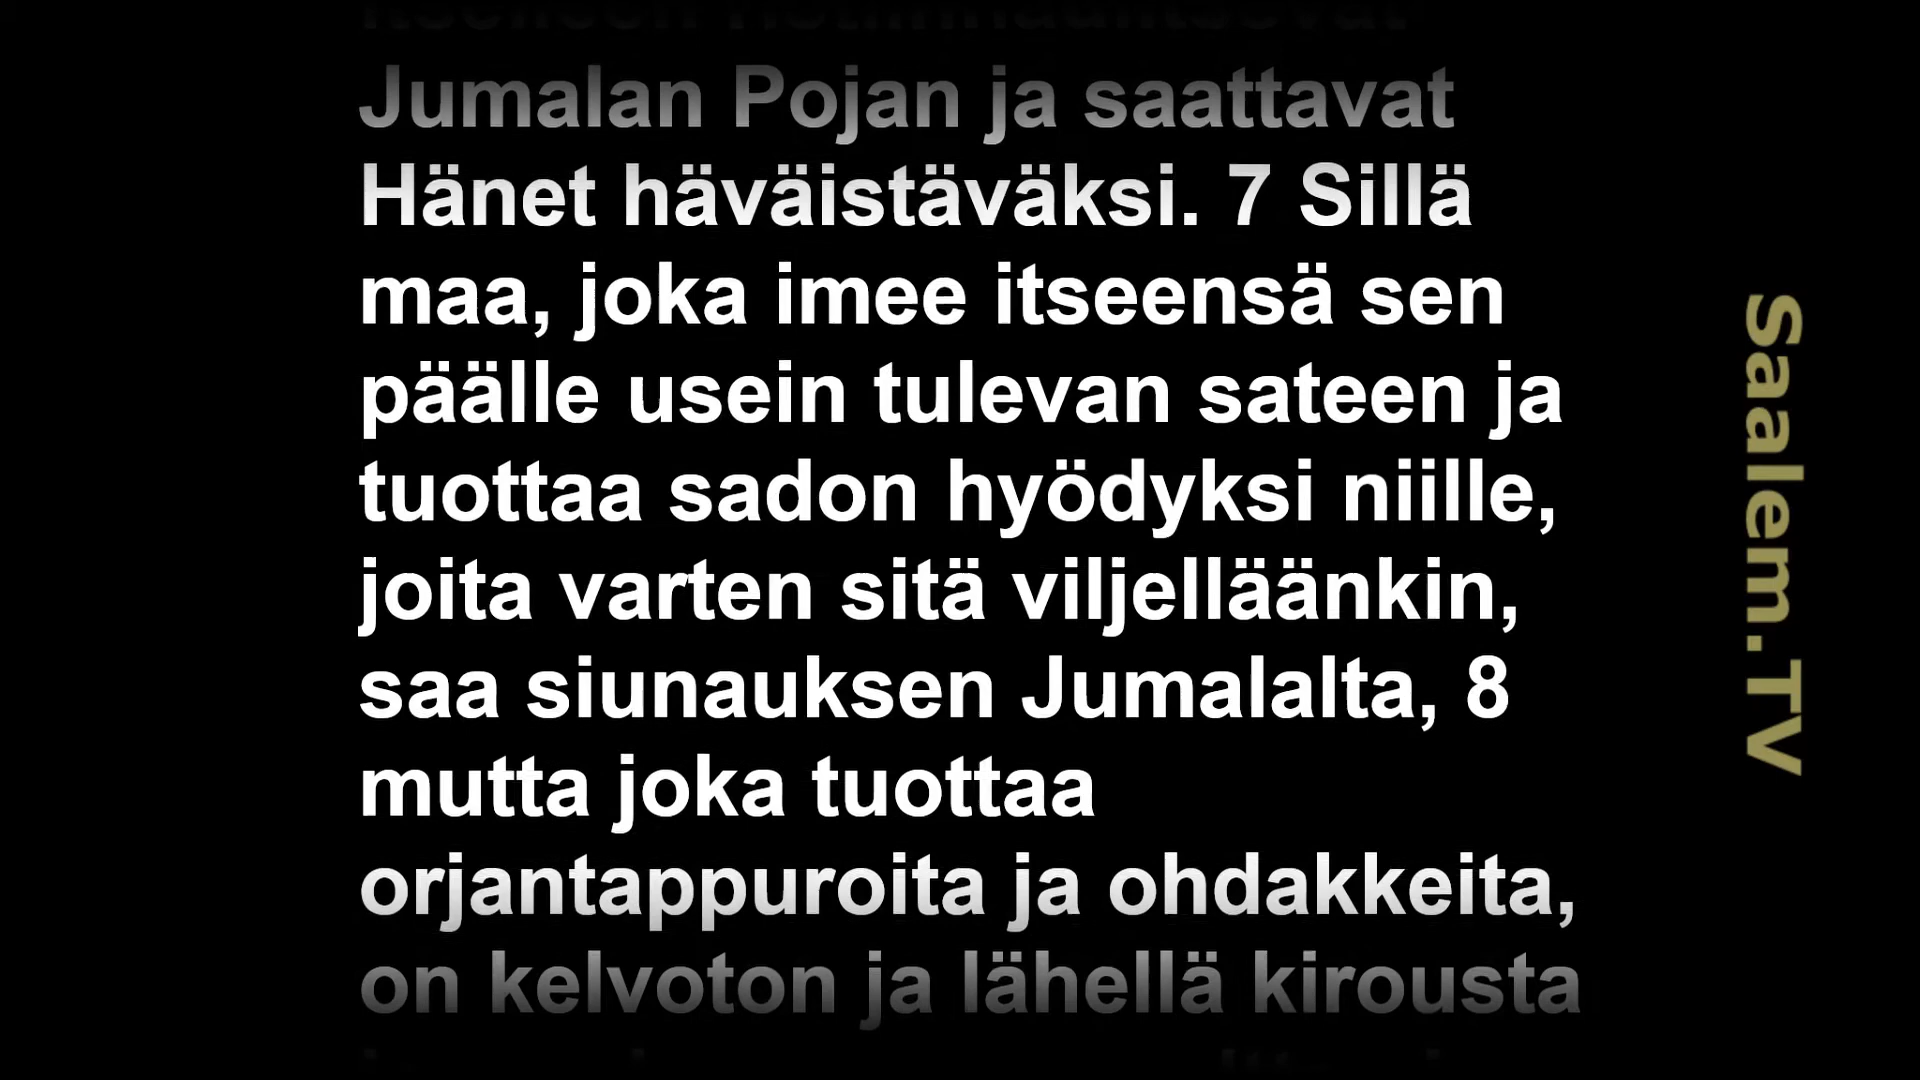 Jumalan Pojan ja saattavat
Hänet häväistäväksi. 7 Sillä
maa, joka imee itseensä sen
päälle usein tulevan sateen ja
tuottaa sadon hyödyksi niille,
joita varten sitä viljelläänkin,
saa siunauksen Jumalalta, 8
mutta joka tuottaa
orjantappuroita ja ohdakkeita,
on kelvoton ja lähellä kirousta
Saalem.TV